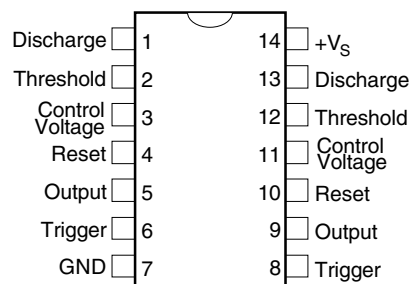 Discharge 1 14 +VS
Threshold 2 13 Discharge
Control Voltage 3 12 Threshold
Reset 4 11 Control Voltage
Output 5 10 Reset
Trigger 6 9 Output
GND 7 8 Trigger